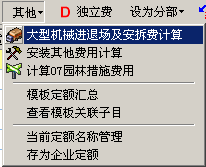 其他 D 独立费 设为分部
大型机械进退场及安拆费计算
安装其他费用计算
计算07园林措施费用
模板定额汇总
查看模板关联子目
当前定额名称管理
存为企业定额